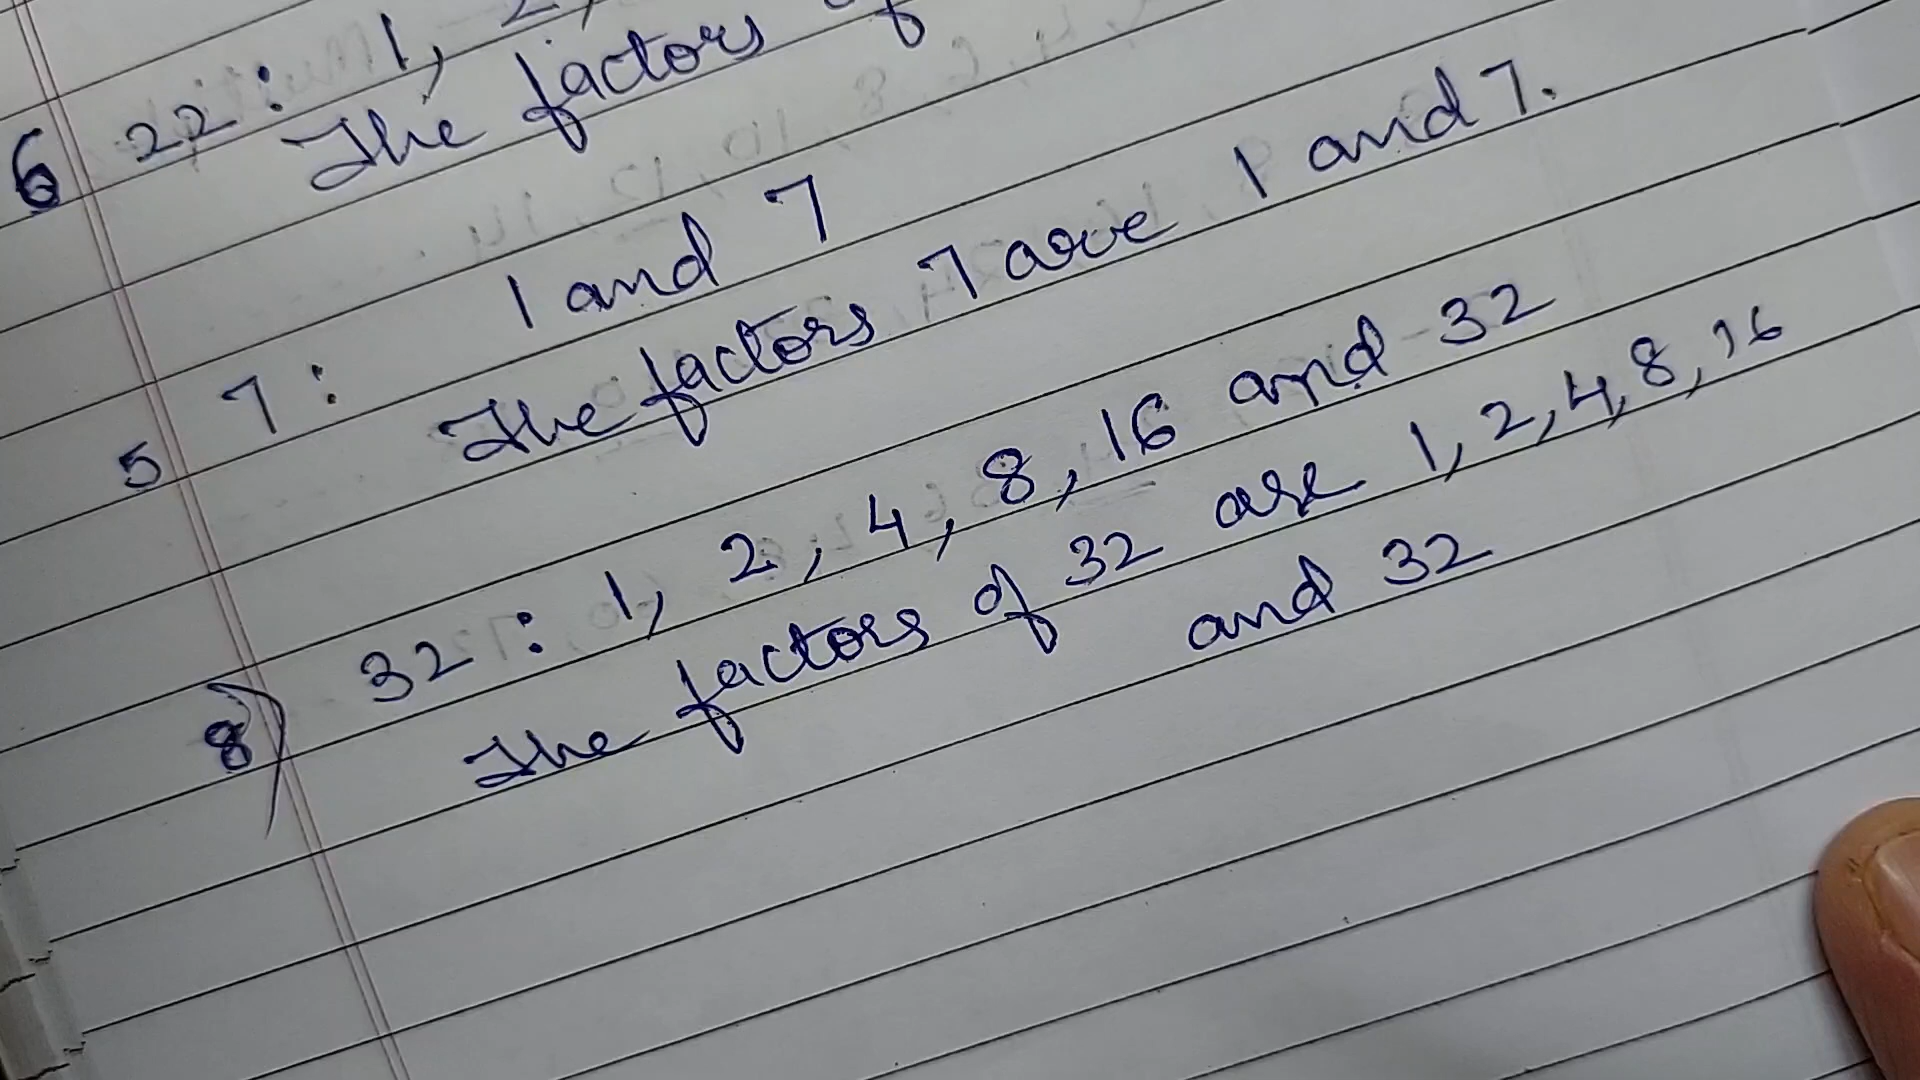 6 22 : 1, 2,
The factors of
1 and 7
5 7 :
The factors 7 are 1 and 7.
8) 32 : 1, 2, 4, 8, 16 and 32
The factors of 32 are 1, 2, 4, 8, 16
and 32